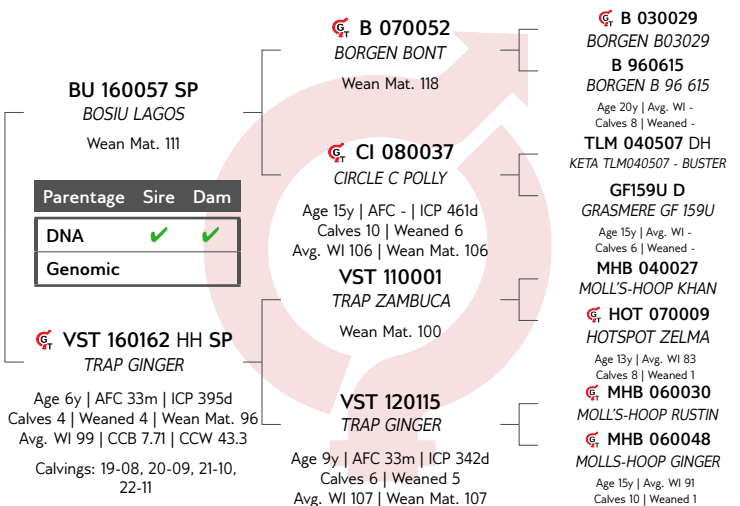 BU 160057 SP
BOSIU LAGOS
Wean Mat. 111
Parentage Sire Dam
DNA ✔ ✔
Genomic
GT VST 160162 HH SP
TRAP GINGER
Age 6y | AFC 33m | ICP 395d
Calves 4 | Weaned 4 | Wean Mat. 96
Avg. WI 99 | CCB 7.71 | CCW 43.3
Calvings: 19-08, 20-09, 21-10,
22-11
GT B 070052
BORGEN BONT
Wean Mat. 118
GT CI 080037
CIRCLE C POLLY
Age 15y | AFC - | ICP 461d
Calves 10 | Weaned 6
Avg. WI 106 | Wean Mat. 106
VST 110001
TRAP ZAMBUCA
Wean Mat. 100
VST 120115
TRAP GINGER
Age 9y | AFC 33m | ICP 342d
Calves 6 | Weaned 5
Avg. WI 107 | Wean Mat. 107
GT B 030029
BORGEN B03029
B 960615
BORGEN B 96 615
Age 20y | Avg. WI -
Calves 8 | Weaned -
TLM 040507 DH
KETA TLM040507 - BUSTER
GF159U D
GRASMERE GF 159U
Age 15y | Avg. WI -
Calves 6 | Weaned -
MHB 040027
MOLL'S-HOOP KHAN
GT HOT 070009
HOTSPOT ZELMA
Age 13y | Avg. WI 83
Calves 8 | Weaned 1
GT MHB 060030
MOLL'S-HOOP RUSTIN
GT MHB 060048
MOLLS-HOOP GINGER
Age 15y | Avg. WI 91
Calves 10 | Weaned 1